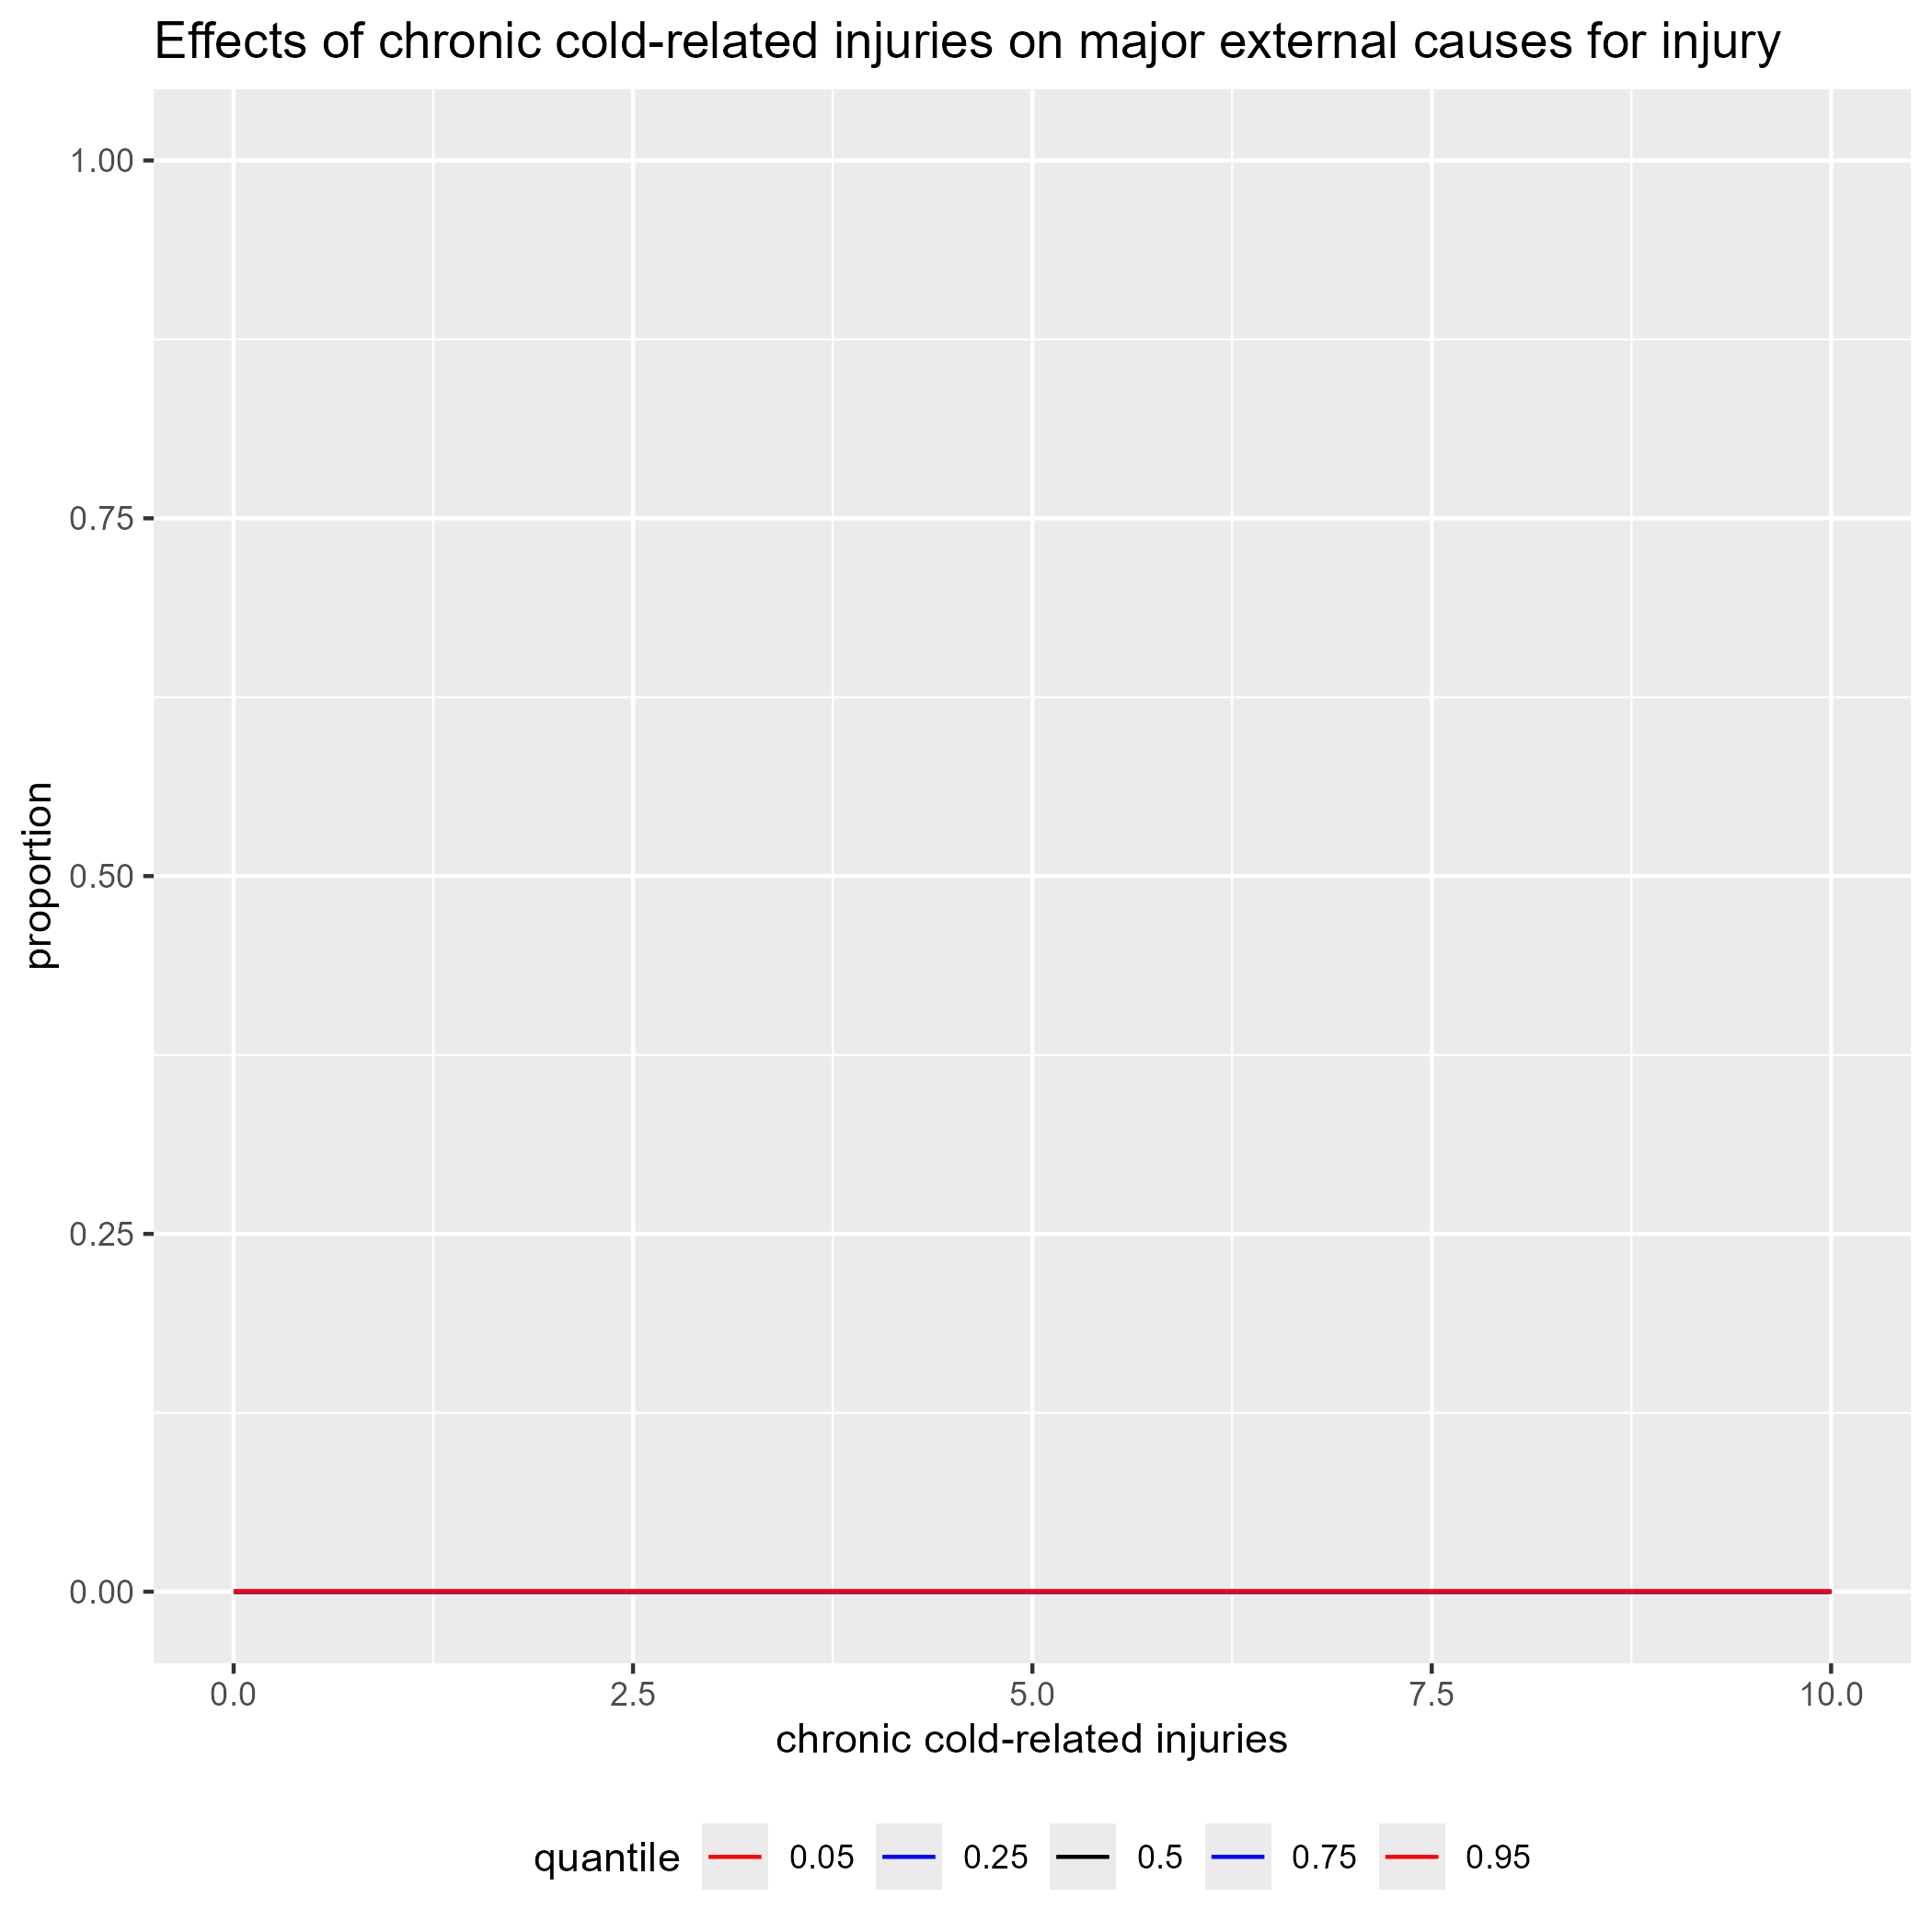 Effects of chronic cold-related injuries on major external causes for injury
1.00
0.75
0.50
0.25
0.00
proportion
0.0 2.5 5.0 7.5 10.0
chronic cold-related injuries
quantile 0.05 0.25 0.5 0.75 0.95